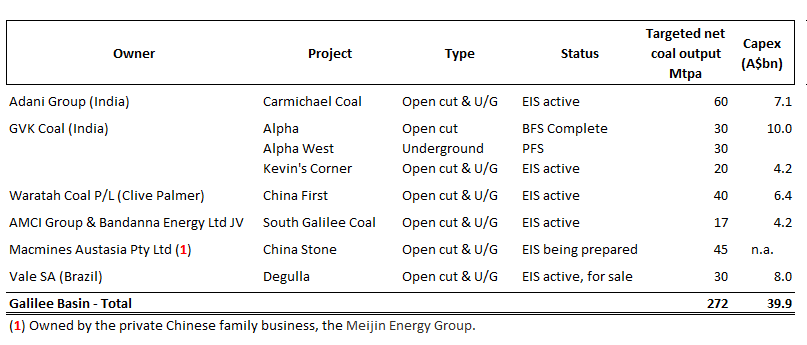 Owner Project Type Status Targeted net coal output Mtpa Capex (A$bn)
Adani Group (India) Carmichael Coal Open cut & U/G EIS active 60 7.1
GVK Coal (India) Alpha Open cut BFS Complete 30 10.0
Alpha West Underground PFS 30
Kevin's Corner Open cut & U/G EIS active 20 4.2
Waratah Coal P/L (Clive Palmer) China First Open cut & U/G EIS active 40 6.4
AMCI Group & Bandanna Energy Ltd JV South Galilee Coal Open cut & U/G EIS active 17 4.2
Macmines Austasia Pty Ltd (1) China Stone Open cut & U/G EIS being prepared 45 n.a.
Vale SA (Brazil) Degulla Open cut & U/G EIS active, for sale 30 8.0
Galilee Basin - Total 272 39.9
(1) Owned by the private Chinese family business, the Meijin Energy Group.